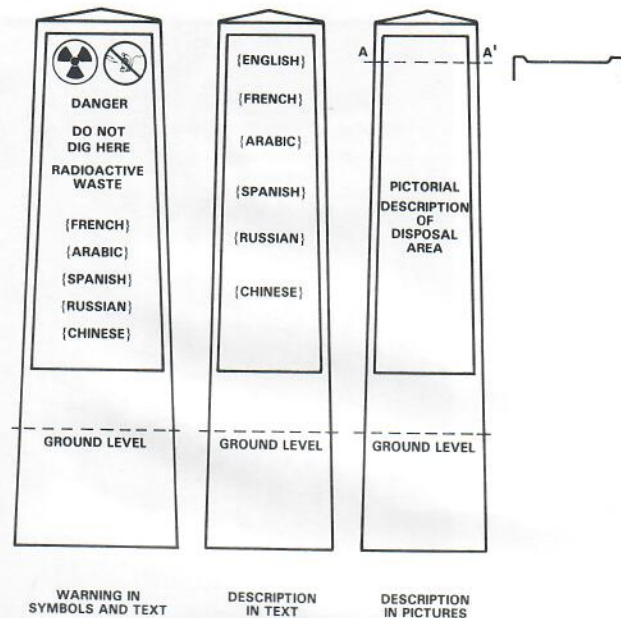 DANGER
DO NOT
DIG HERE
RADIOACTIVE
WASTE
{FRENCH}
{ARABIC}
{SPANISH}
{RUSSIAN}
{CHINESE}
GROUND LEVEL
WARNING IN
SYMBOLS AND TEXT
{ENGLISH}
{FRENCH}
{ARABIC}
{SPANISH}
{RUSSIAN}
{CHINESE}
GROUND LEVEL
DESCRIPTION
IN TEXT
A A'
PICTORIAL
DESCRIPTION
OF
DISPOSAL
AREA
GROUND LEVEL
DESCRIPTION
IN PICTURES